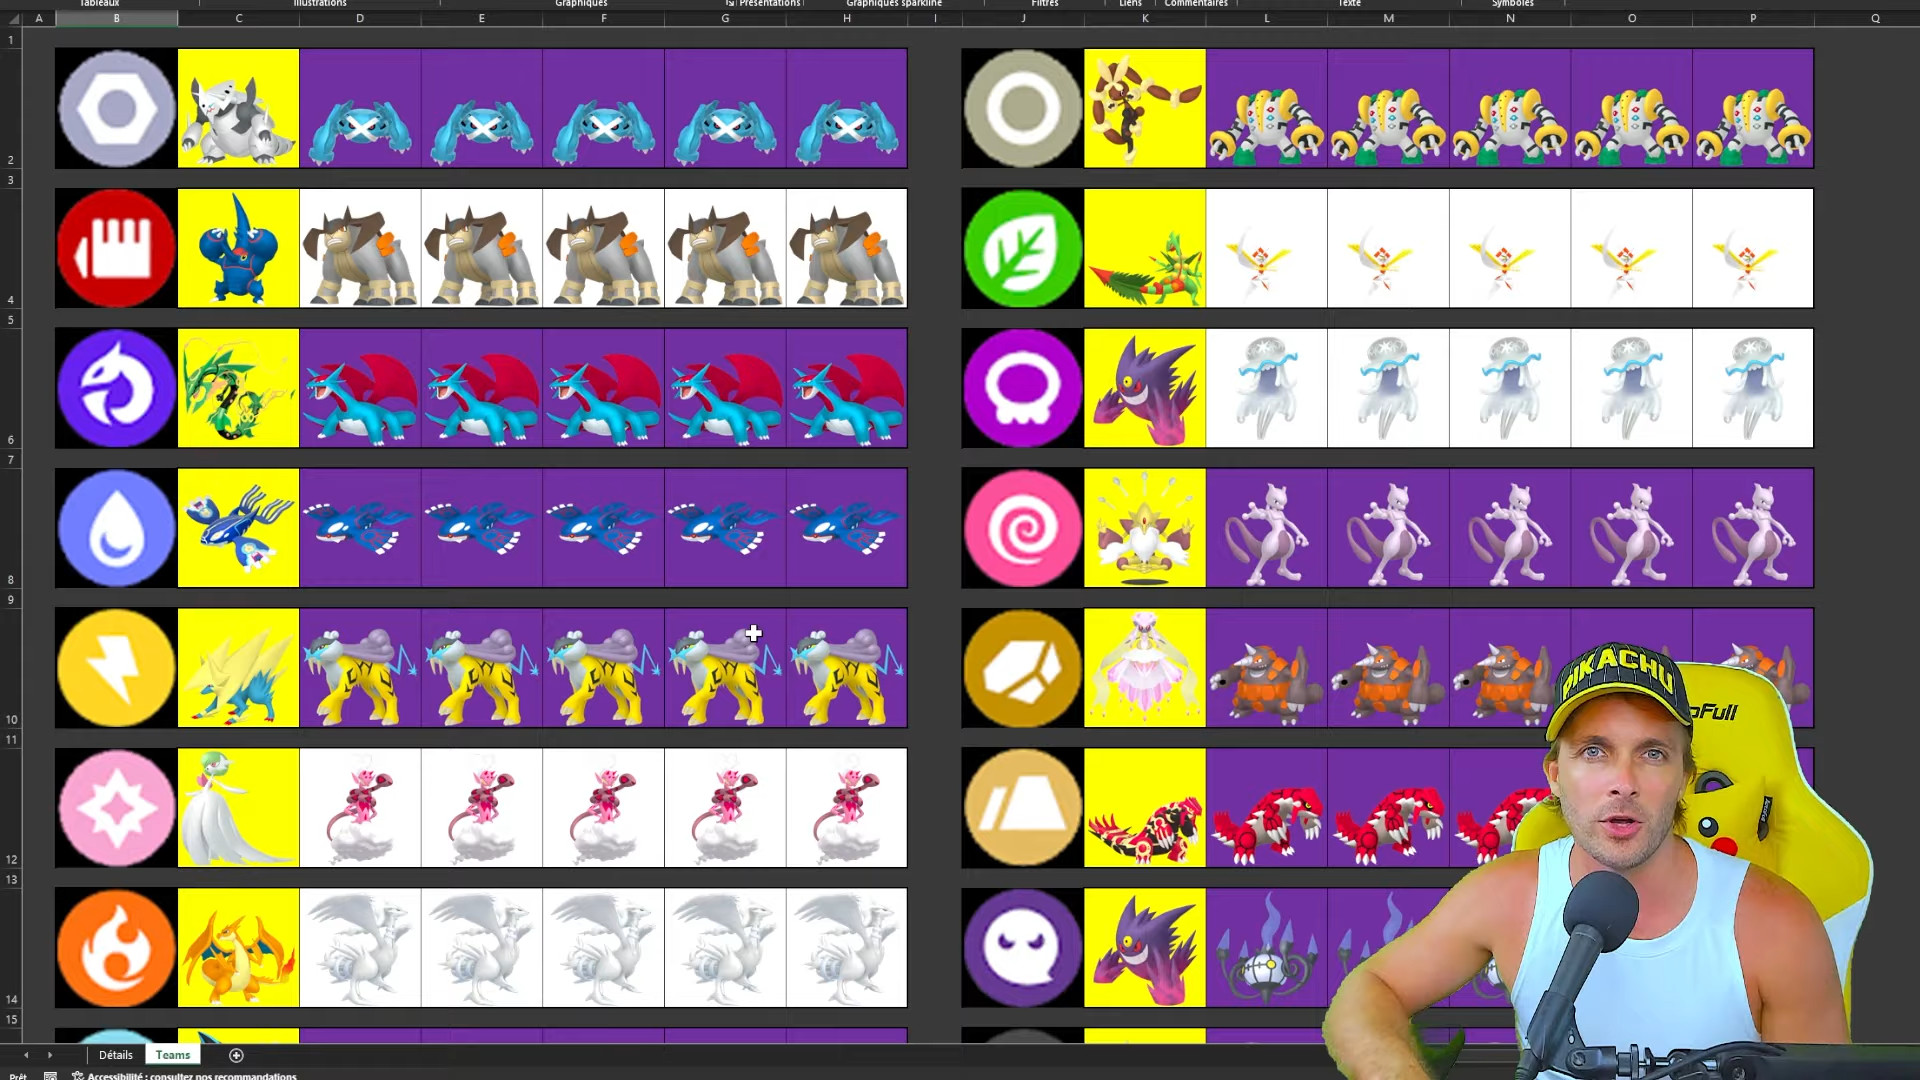 Tableaux Illustrations Graphiques Présentations Graphiques sparkline Filtres Liens Commentaires Texte Symboles
A B C D E F G H I J K L M N O P Q
1
2
3
4
5
6
7
8
9
10
11
12
13
14
15
PIKACHU
Full
Détails Teams
Prêt Accessibilité : consultez nos recommandations